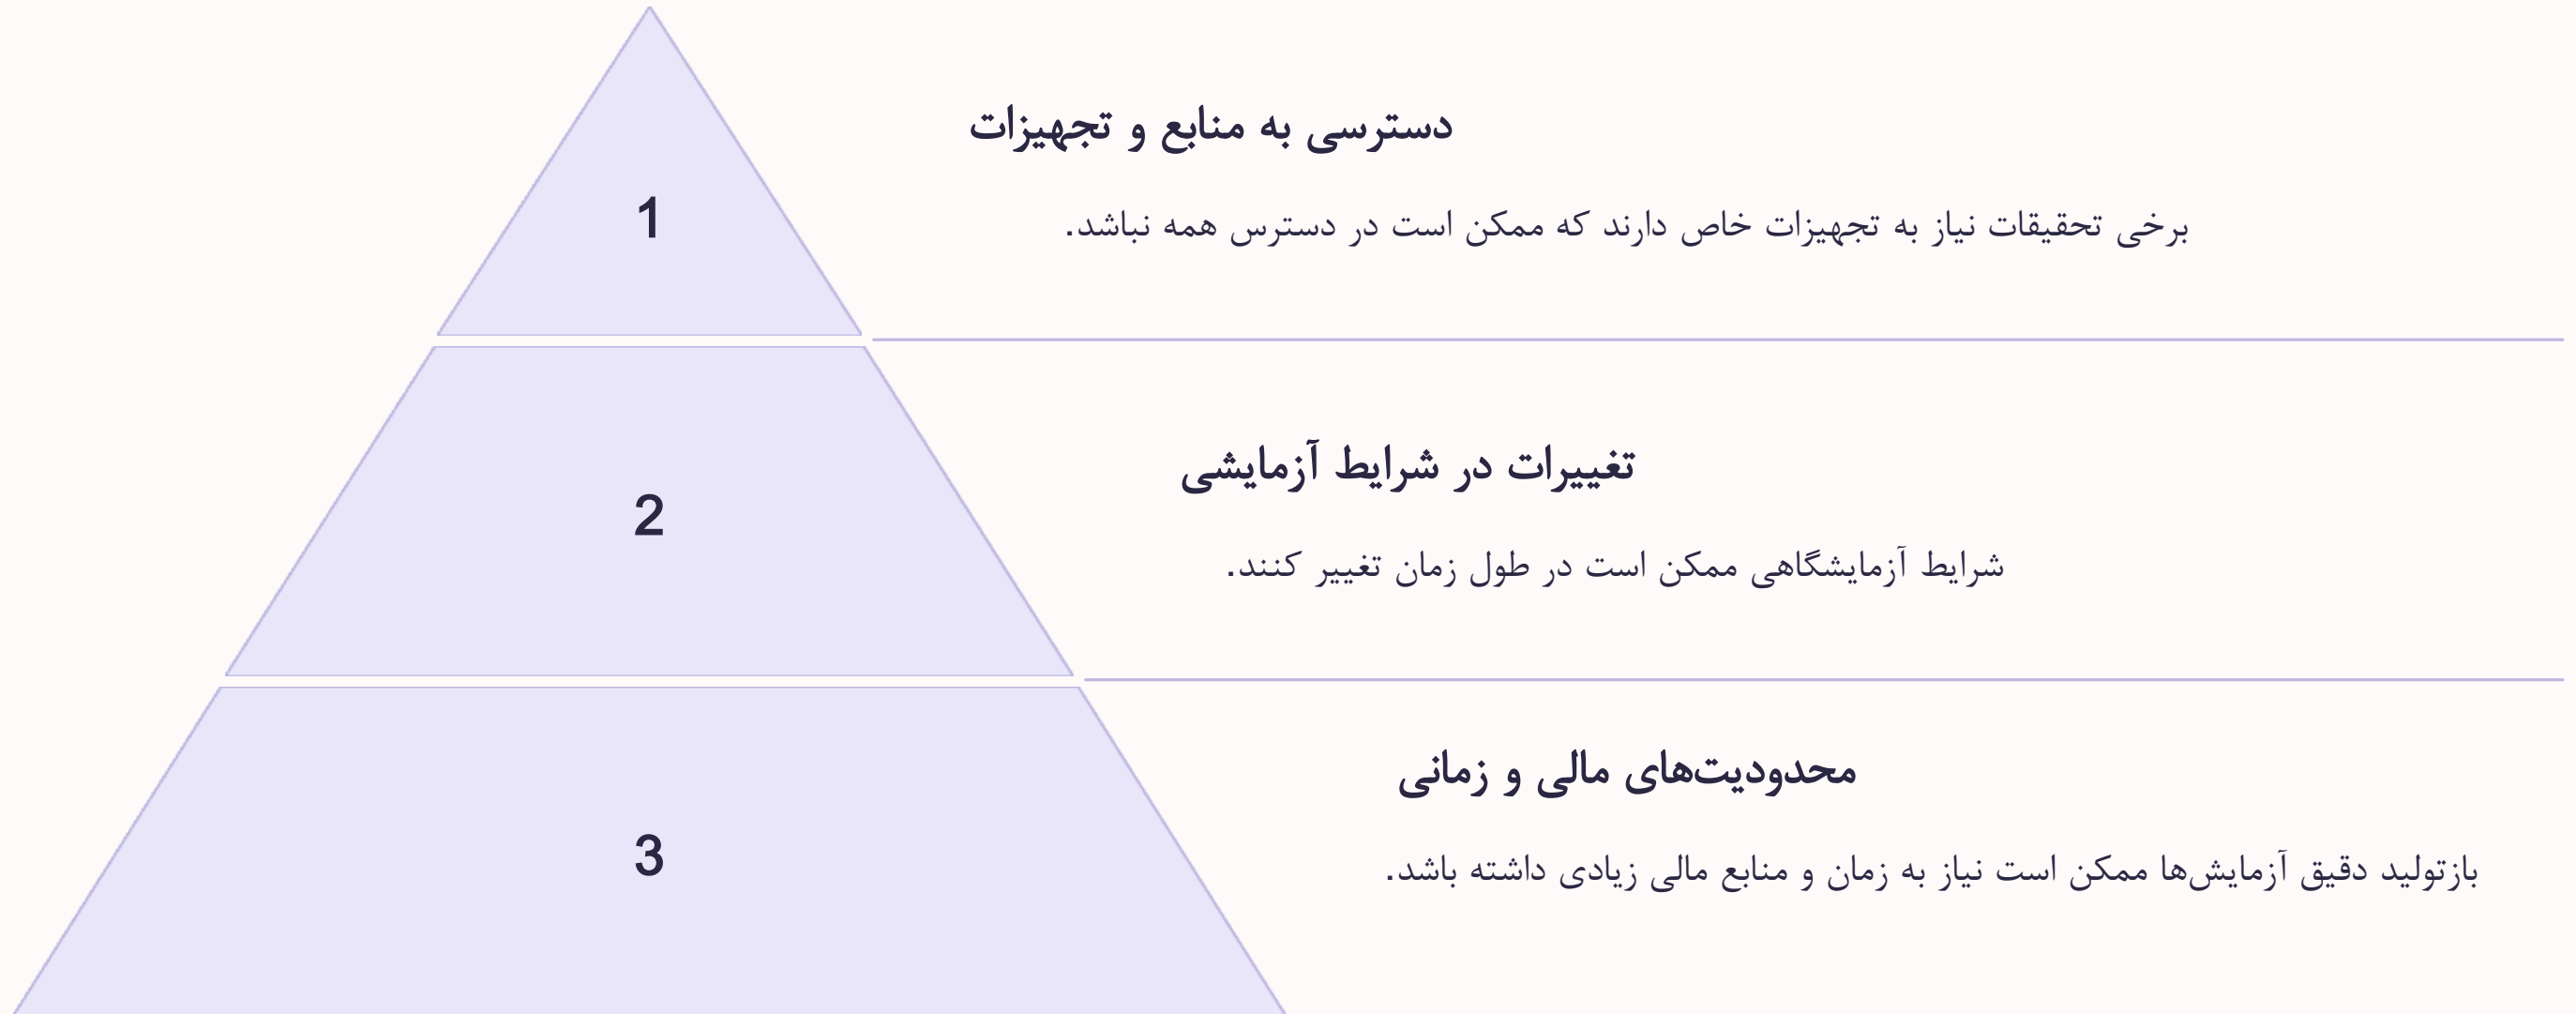 1
دسترسی به منابع و تجهیزات
برخی تحقیقات نیاز به تجهیزات خاص دارند که ممکن است در دسترس همه نباشد.
2
تغییرات در شرایط آزمایشی
شرایط آزمایشگاهی ممکن است در طول زمان تغییر کنند.
3
محدودیت‌های مالی و زمانی
بازتولید دقیق آزمایش‌ها ممکن است نیاز به زمان و منابع مالی زیادی داشته باشد.